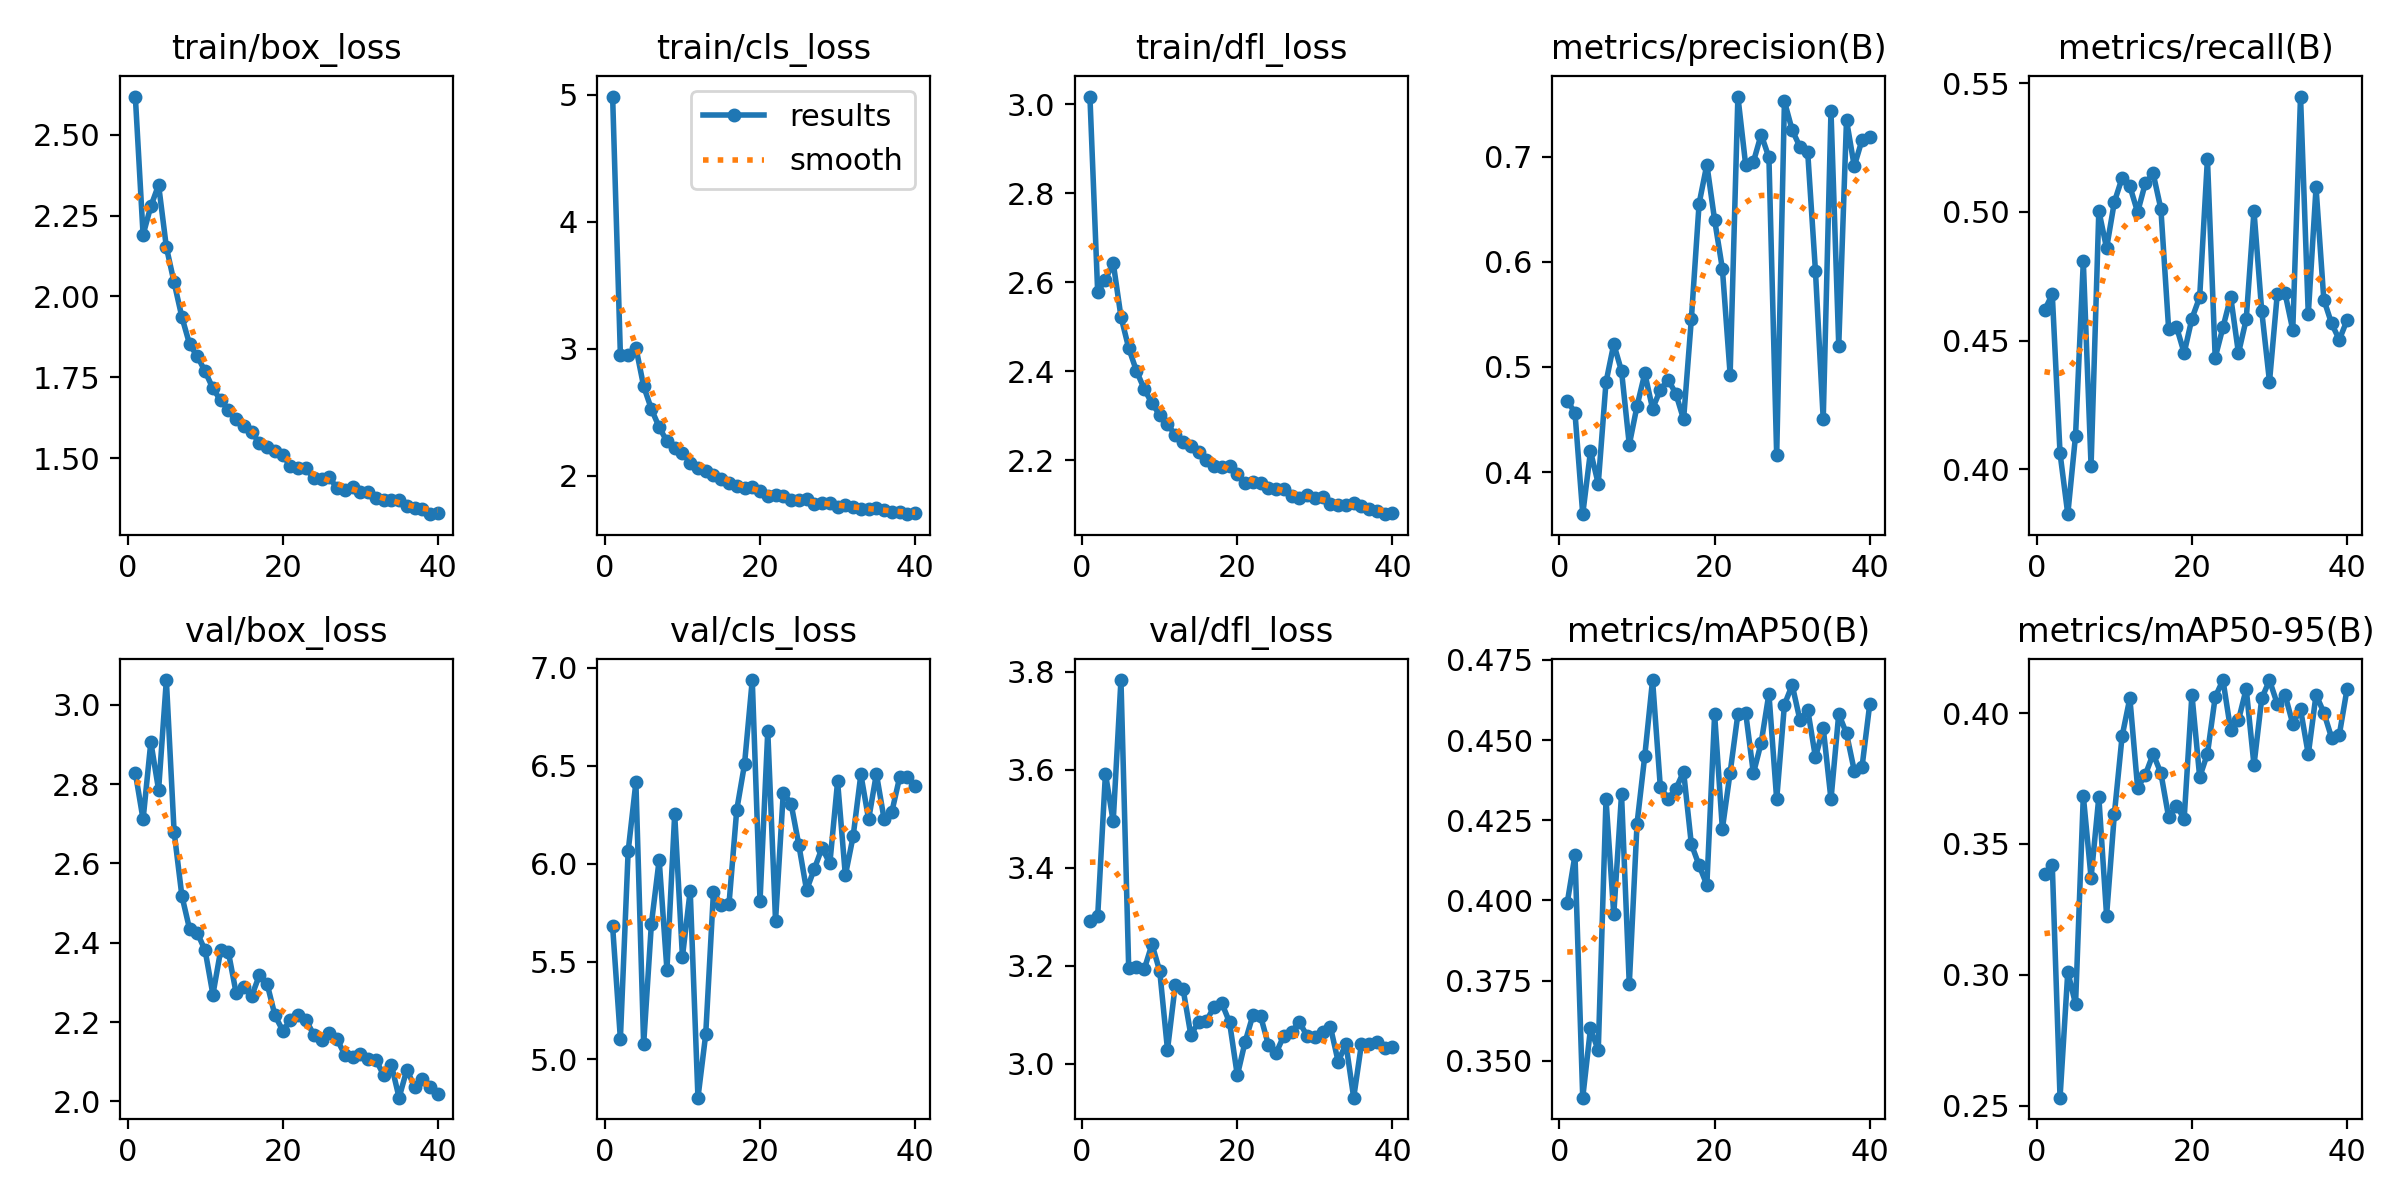 train/box_loss
2.50
2.25
2.00
1.75
1.50
0 20 40
train/cls_loss
results
smooth
5
4
3
2
0 20 40
train/dfl_loss
3.0
2.8
2.6
2.4
2.2
0 20 40
metrics/precision(B)
0.7
0.6
0.5
0.4
0 20 40
metrics/recall(B)
0.55
0.50
0.45
0.40
0 20 40
val/box_loss
3.0
2.8
2.6
2.4
2.2
2.0
0 20 40
val/cls_loss
7.0
6.5
6.0
5.5
5.0
0 20 40
val/dfl_loss
3.8
3.6
3.4
3.2
3.0
0 20 40
metrics/mAP50(B)
0.475
0.450
0.425
0.400
0.375
0.350
0 20 40
metrics/mAP50-95(B)
0.40
0.35
0.30
0.25
0 20 40